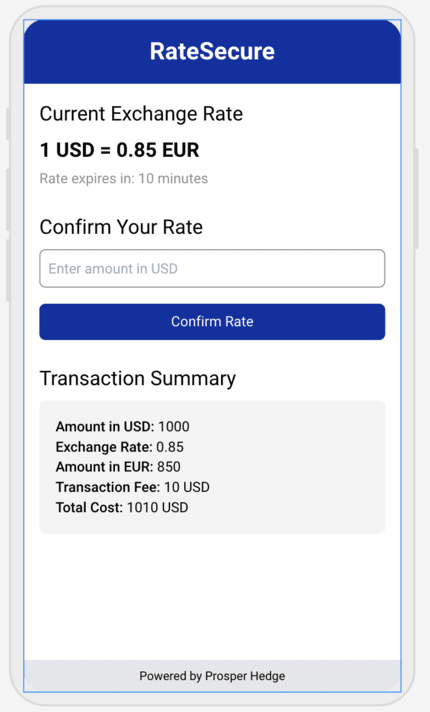 RateSecure
Current Exchange Rate
1 USD = 0.85 EUR
Rate expires in: 10 minutes
Confirm Your Rate
Enter amount in USD
Confirm Rate
Transaction Summary
Amount in USD: 1000
Exchange Rate: 0.85
Amount in EUR: 850
Transaction Fee: 10 USD
Total Cost: 1010 USD
Powered by Prosper Hedge